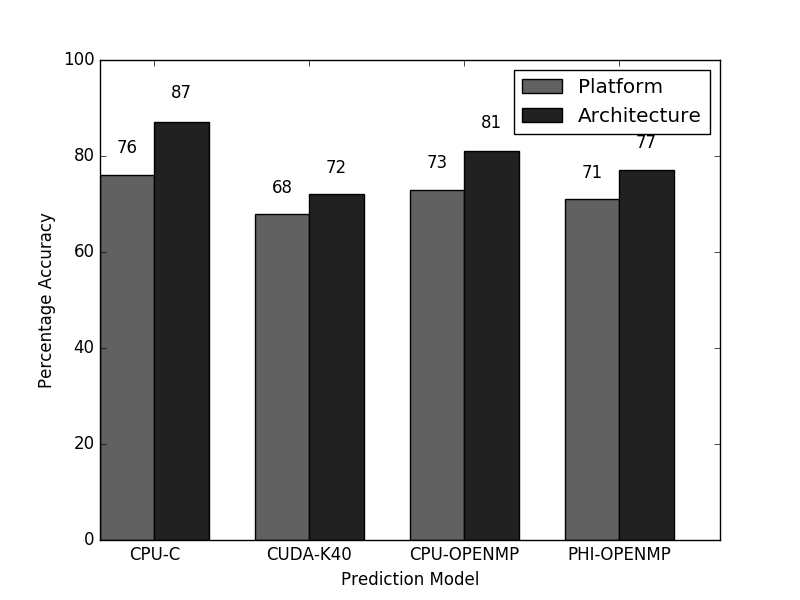 100
80
60
40
20
0
Percentage Accuracy
Platform
Architecture
76
87
68
72
73
81
71
77
CPU-C
CUDA-K40
CPU-OPENMP
PHI-OPENMP
Prediction Model